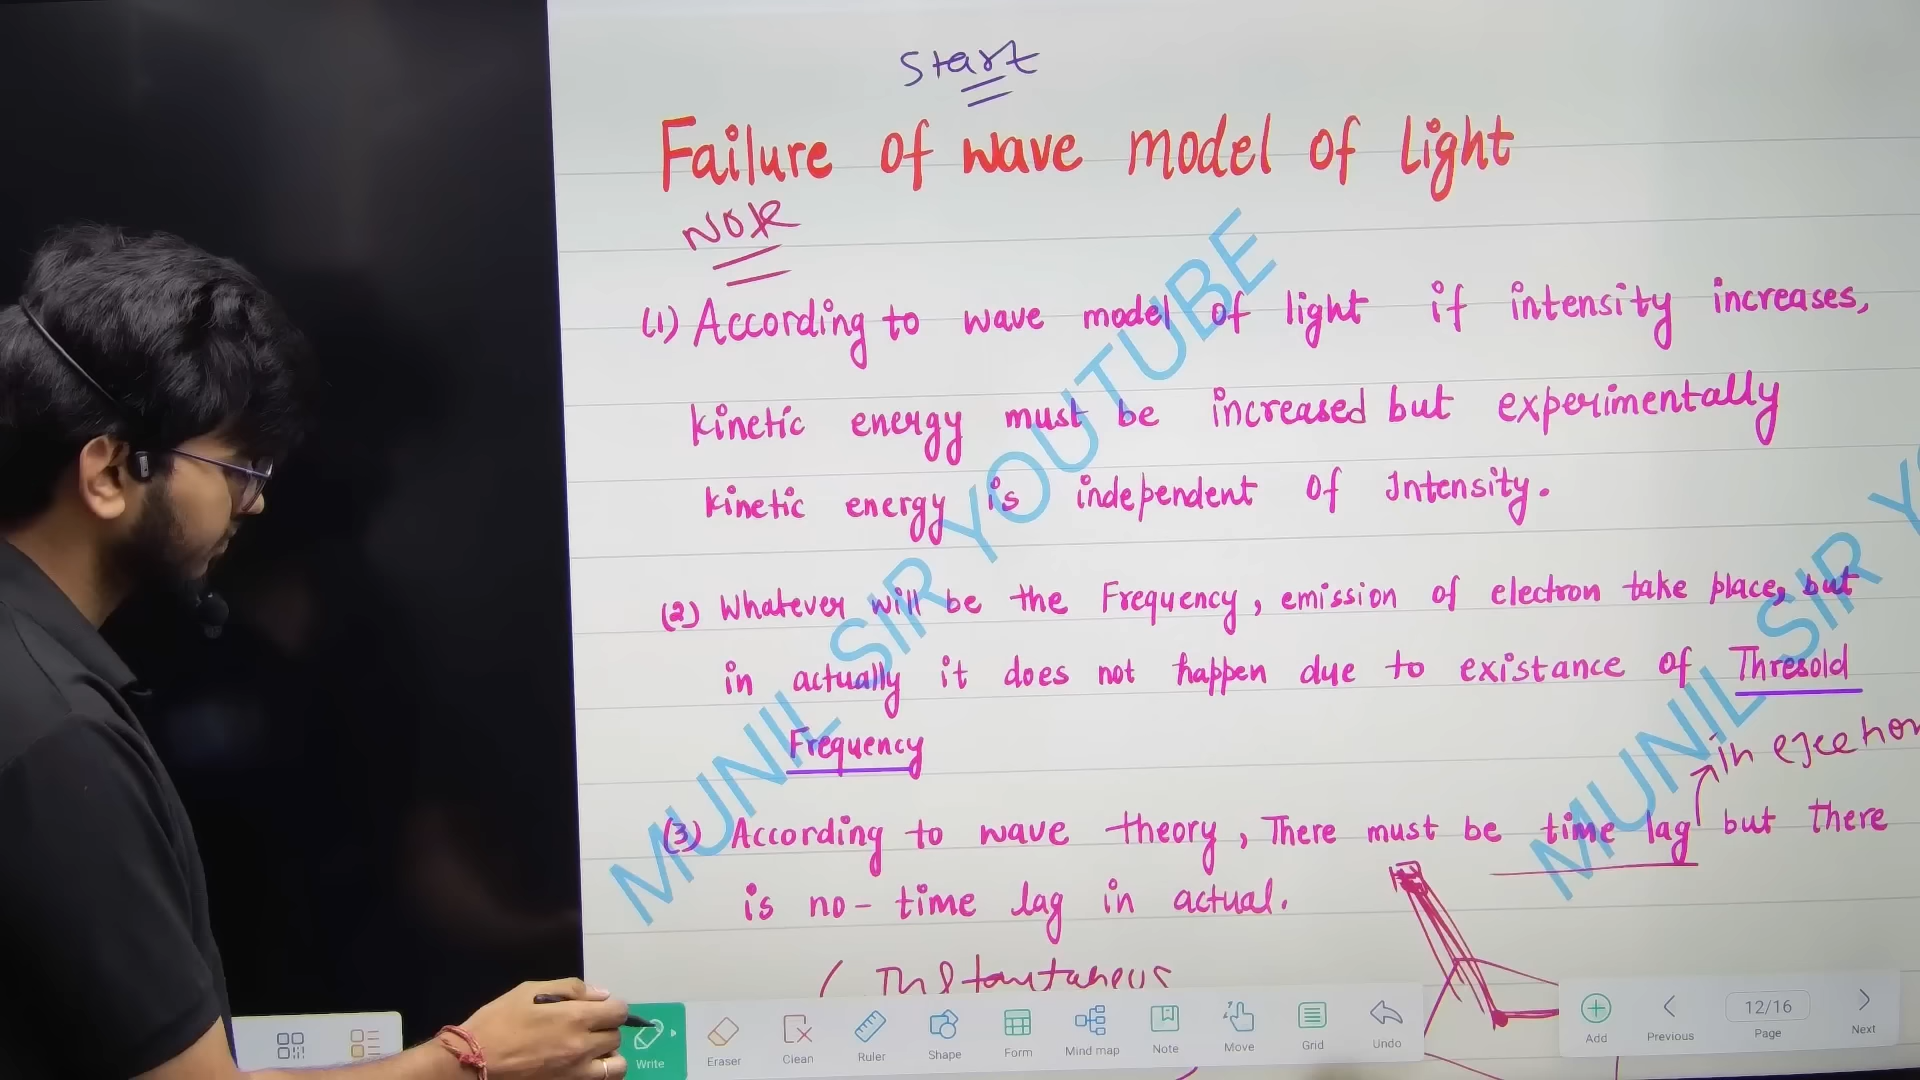 Start
Failure of wave model of light
NOR
(1) According to wave model of light if intensity increases,
kinetic energy must be increased but experimentally
kinetic energy is independent of Intensity.
(2) Whatever will be the Frequency, emission of electron take place, but
in actually it does not happen due to existance of Thresold
Frequency
in
(3) According to wave theory, There must be time lag but there
is no-time lag in actual.
MUNIL SIR YOUTUBE
MUNIL SIR Y
Write
Eraser
Clean
Ruler
Shape
Form
Mind map
Note
Move
Grid
Undo
Add
Previous
12/16
Page
Next